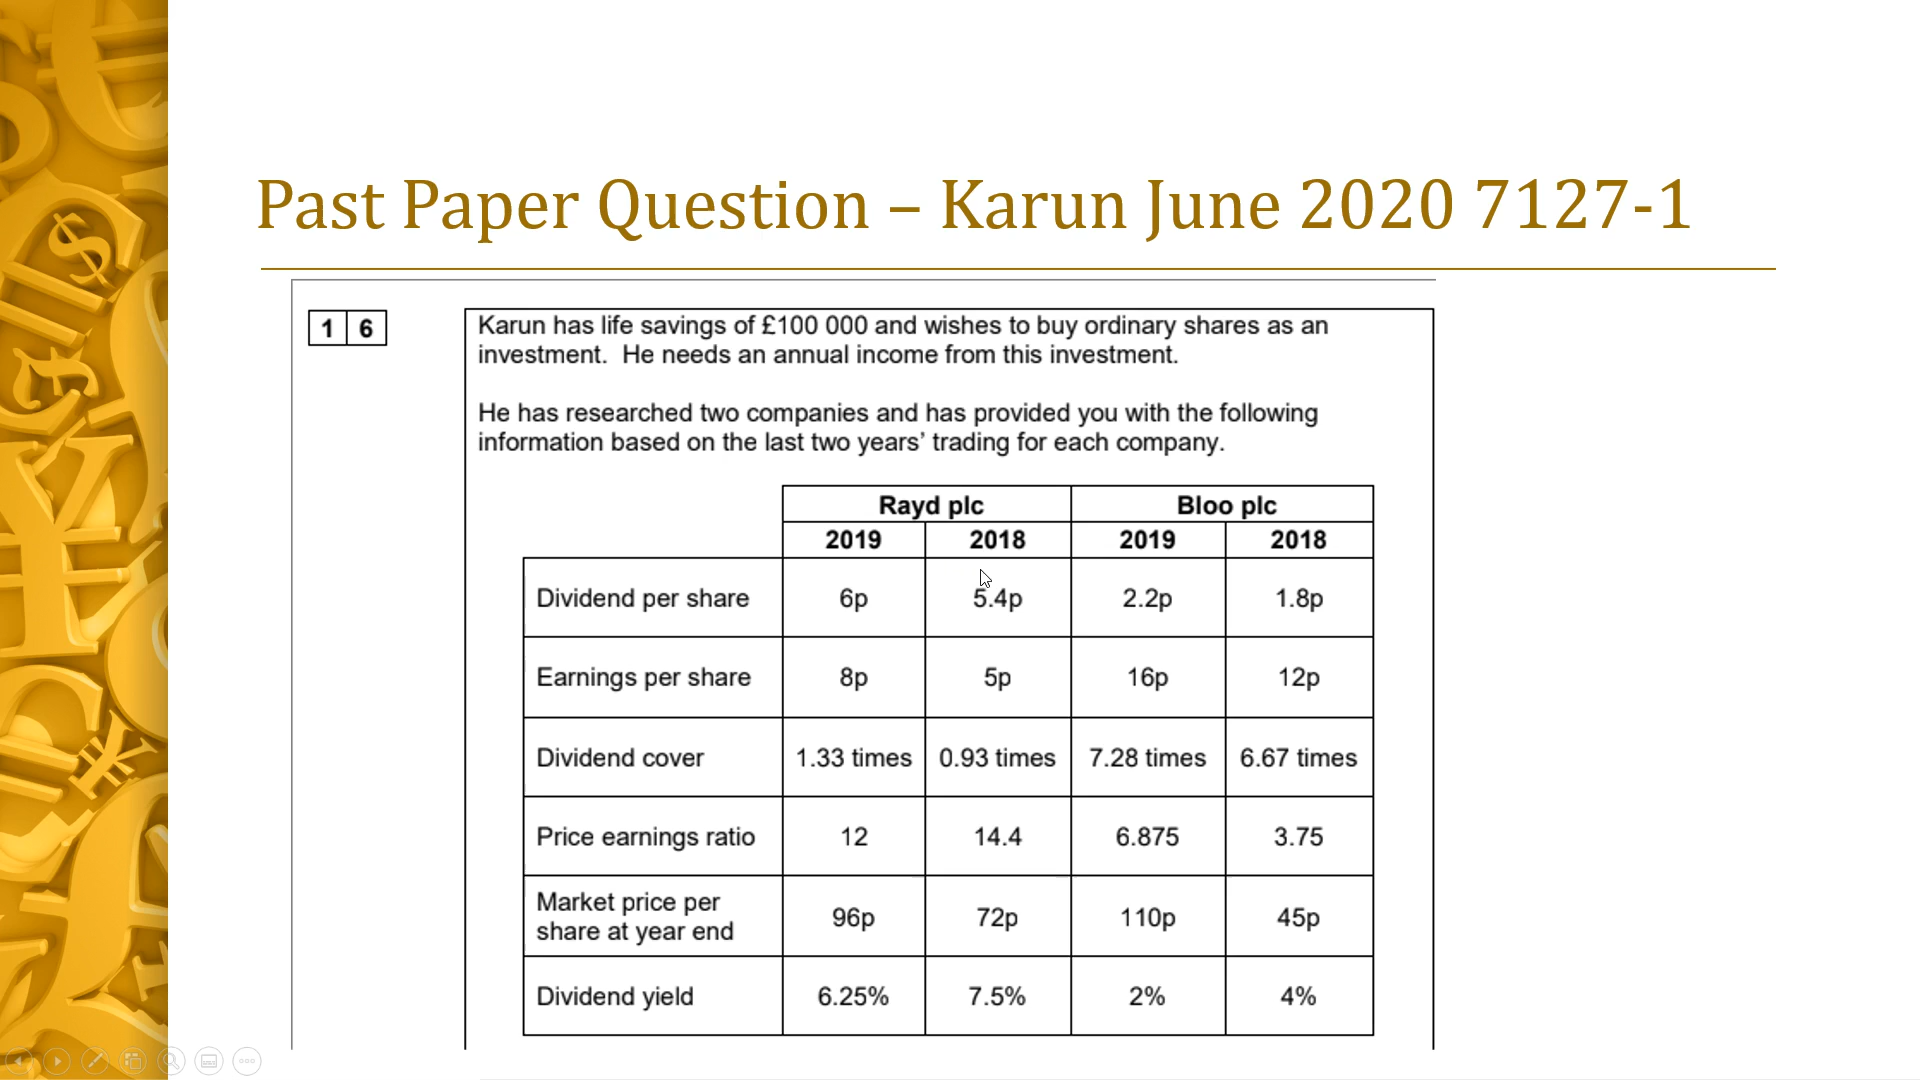 Past Paper Question – Karun June 2020 7127-1
1 6
Karun has life savings of £100 000 and wishes to buy ordinary shares as an
investment.  He needs an annual income from this investment.
He has researched two companies and has provided you with the following
information based on the last two years’ trading for each company.
Rayd plc Bloo plc
2019 2018 2019 2018
Dividend per share 6p 5.4p 2.2p 1.8p
Earnings per share 8p 5p 16p 12p
Dividend cover 1.33 times 0.93 times 7.28 times 6.67 times
Price earnings ratio 12 14.4 6.875 3.75
Market price per
share at year end 96p 72p 110p 45p
Dividend yield 6.25% 7.5% 2% 4%